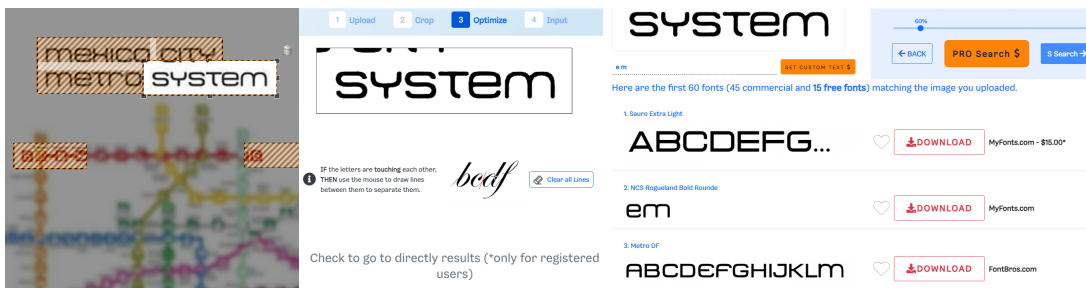 mexico city
metro system
1 Upload 2 Crop 3 Optimize 4 Input
system
IF the letters are touching each other,
THEN use the mouse to draw lines
between them to separate them.
bcdf
Clear all Lines
Check to go to directly results (*only for registered
users)
system
60%
← BACK
PRO Search $
S Search →
e m
SET CUSTOM TEXT $
Here are the first 60 fonts (45 commercial and 15 free fonts) matching the image you uploaded.
1. Sauro Extra Light
ABCDEFG...
DOWNLOAD
MyFonts.com - $15.00*
2. NCS Rogueland Bold Rounde
em
DOWNLOAD
MyFonts.com
3. Metro DF
ABCDEFGHIJKLM
DOWNLOAD
FontBros.com